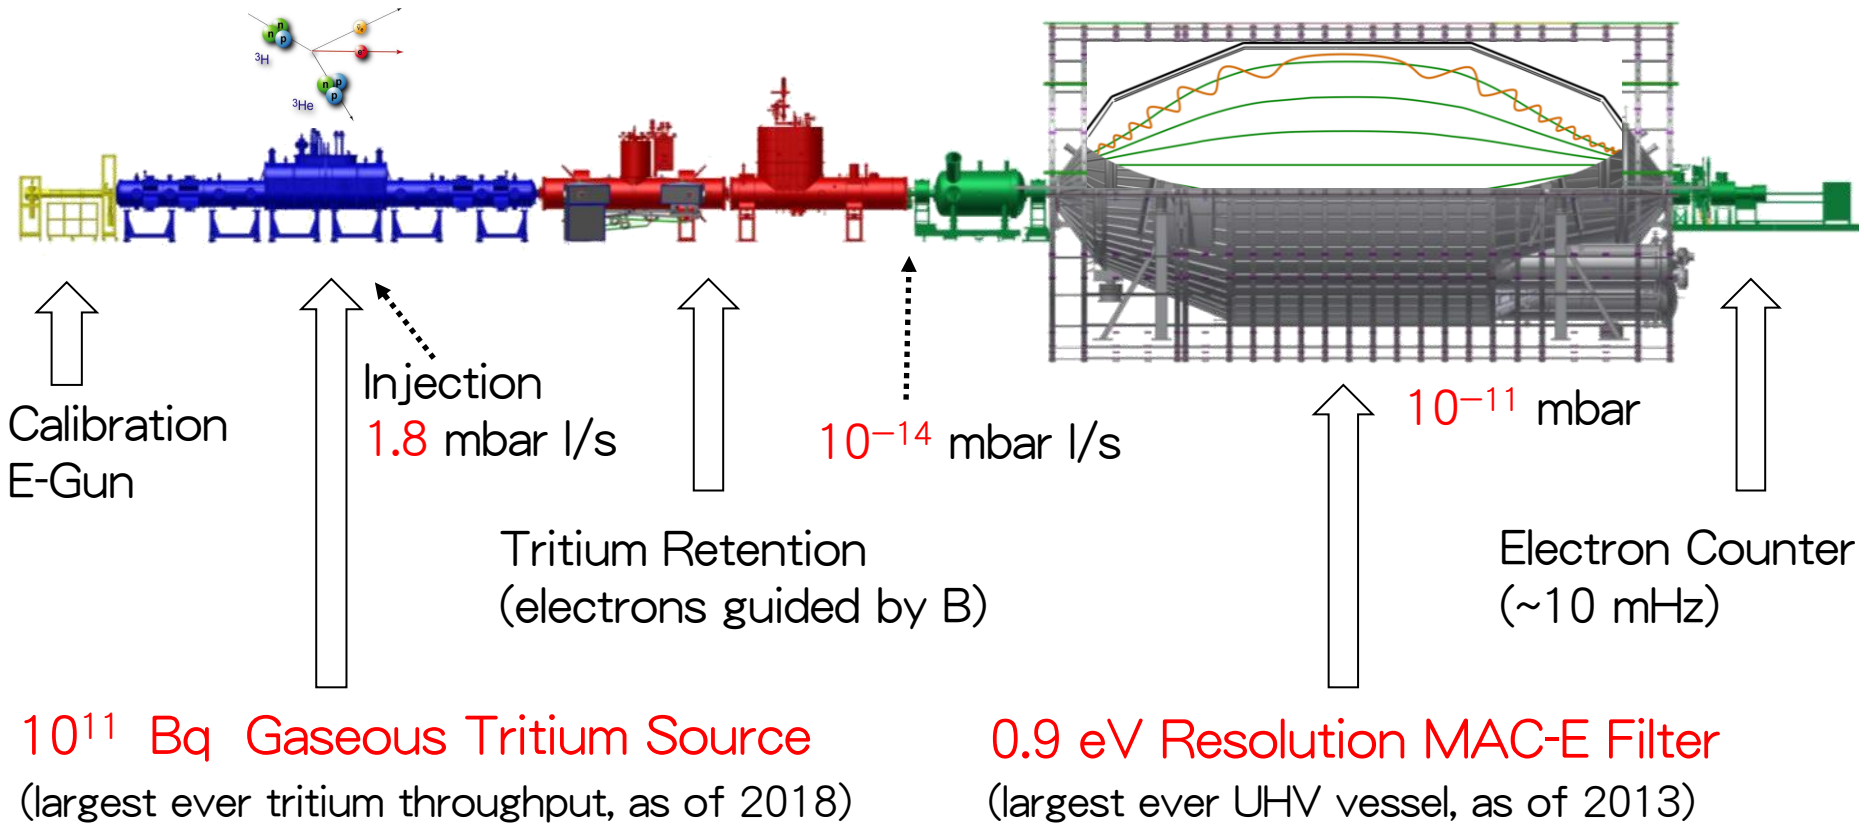 n
n
p
³H
ν̄ₑ
e⁻
n
p
p
³He
Calibration
E-Gun
Injection
1.8 mbar l/s
10⁻¹⁴ mbar l/s
10⁻¹¹ mbar
Tritium Retention
(electrons guided by B)
Electron Counter
(~10 mHz)
10¹¹ Bq Gaseous Tritium Source
(largest ever tritium throughput, as of 2018)
0.9 eV Resolution MAC-E Filter
(largest ever UHV vessel, as of 2013)